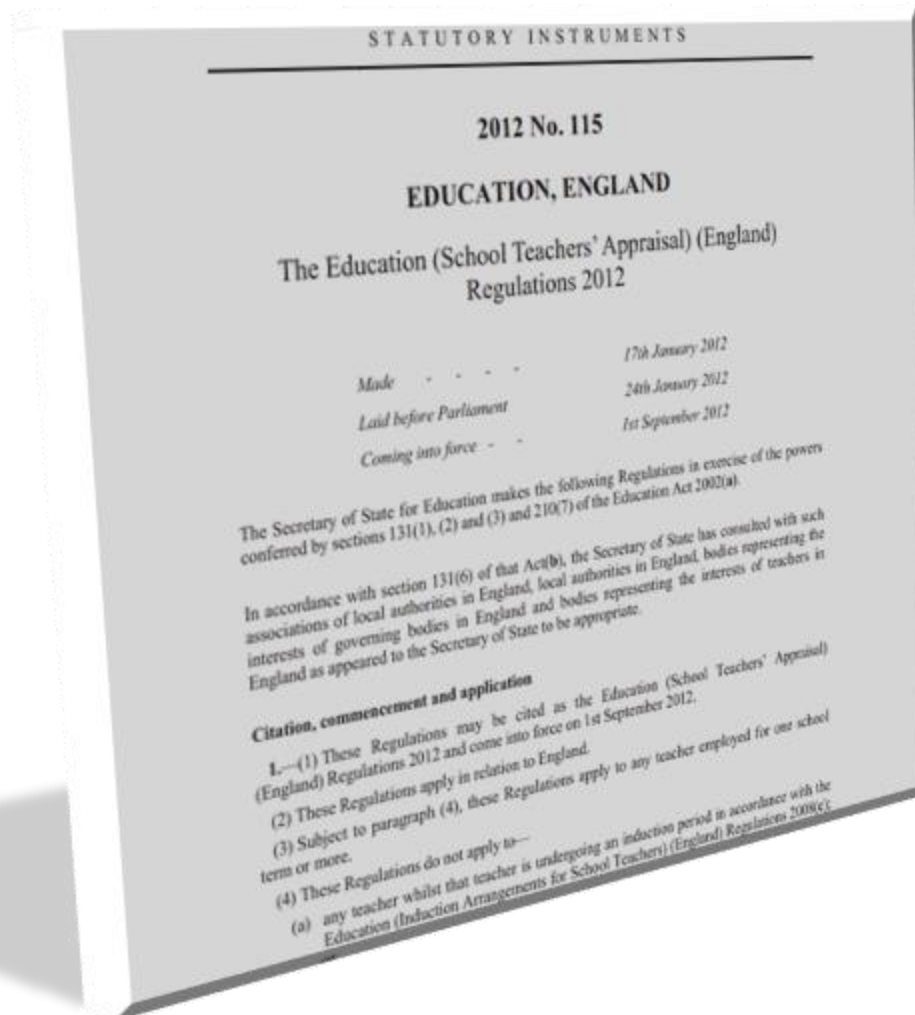 STATUTORY INSTRUMENTS
2012 No. 115
EDUCATION, ENGLAND
The Education (School Teachers’ Appraisal) (England)
Regulations 2012
Made - - - - 17th January 2012
Laid before Parliament 24th January 2012
Coming into force - - 1st September 2012
The Secretary of State for Education makes the following Regulations in exercise of the powers
conferred by sections 131(1), (2) and (3) and 210(7) of the Education Act 2002(a).
In accordance with section 131(6) of that Act(b), the Secretary of State has consulted with such
associations of local authorities in England, local authorities in England, bodies representing the
interests of governing bodies in England and bodies representing the interests of teachers in
England as appeared to the Secretary of State to be appropriate.
Citation, commencement and application
1.—(1) These Regulations may be cited as the Education (School Teachers’ Appraisal)
(England) Regulations 2012 and come into force on 1st September 2012.
(2) These Regulations apply in relation to England.
(3) Subject to paragraph (4), these Regulations apply to any teacher employed for one school
term or more.
(4) These Regulations do not apply to—
(a) any teacher whilst that teacher is undergoing an induction period in accordance with the
Education (Induction Arrangements for School Teachers) (England) Regulations 2008(c);